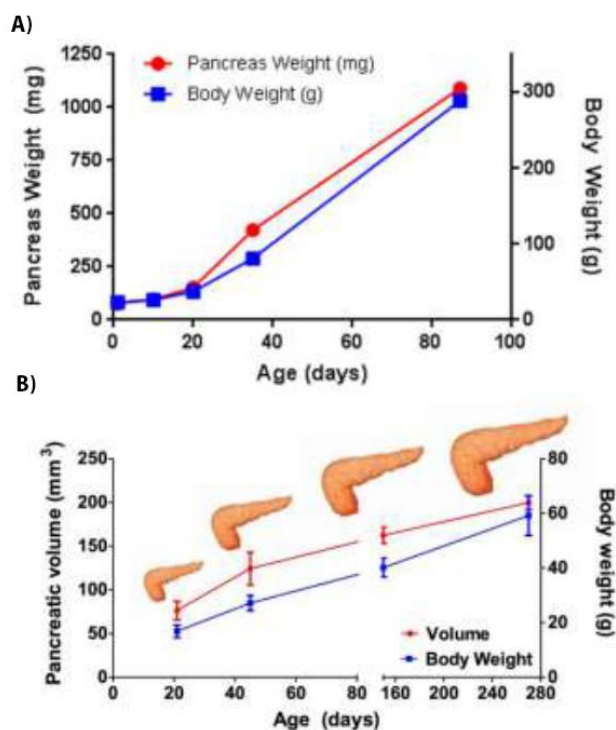 A)
Pancreas Weight (mg)
Body Weight (g)
Pancreas Weight (mg)
1250
1000
750
500
250
0
300
200
100
0
Body Weight (g)
0 20 40 60 80 100
Age (days)
B)
Pancreatic volume (mm³)
250
200
150
100
50
0
80
60
40
20
0
Body weight (g)
Volume
Body Weight
0 20 40 60 80 160 200 240 280
Age (days)